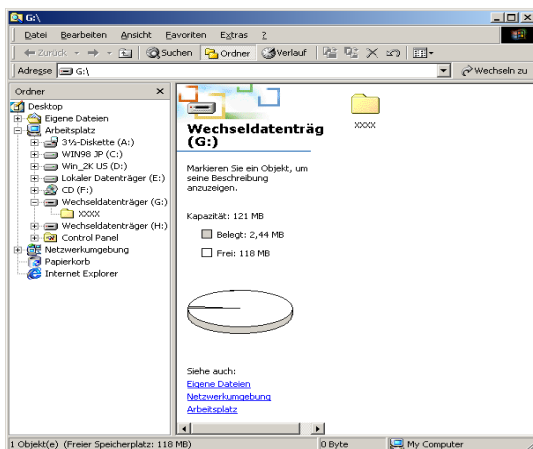 G:\
Datei Bearbeiten Ansicht Favoriten Extras ?
Zurück Suchen Ordner Verlauf
Adresse G:\ Wechseln zu
Ordner
Desktop
Eigene Dateien
Arbeitsplatz
3½-Diskette (A:)
WIN98 JP (C:)
Win_2K US (D:)
Lokaler Datenträger (E:)
CD (F:)
Wechseldatenträger (G:)
xxxx
Wechseldatenträger (H:)
Control Panel
Netzwerkumgebung
Papierkorb
Internet Explorer
Wechseldatenträg
(G:)
Markieren Sie ein Objekt, um
seine Beschreibung
anzuzeigen.
Kapazität: 121 MB
Belegt: 2,44 MB
Frei: 118 MB
Siehe auch:
Eigene Dateien
Netzwerkumgebung
Arbeitsplatz
xxxx
1 Objekt(e) (Freier Speicherplatz: 118 MB) 0 Byte My Computer